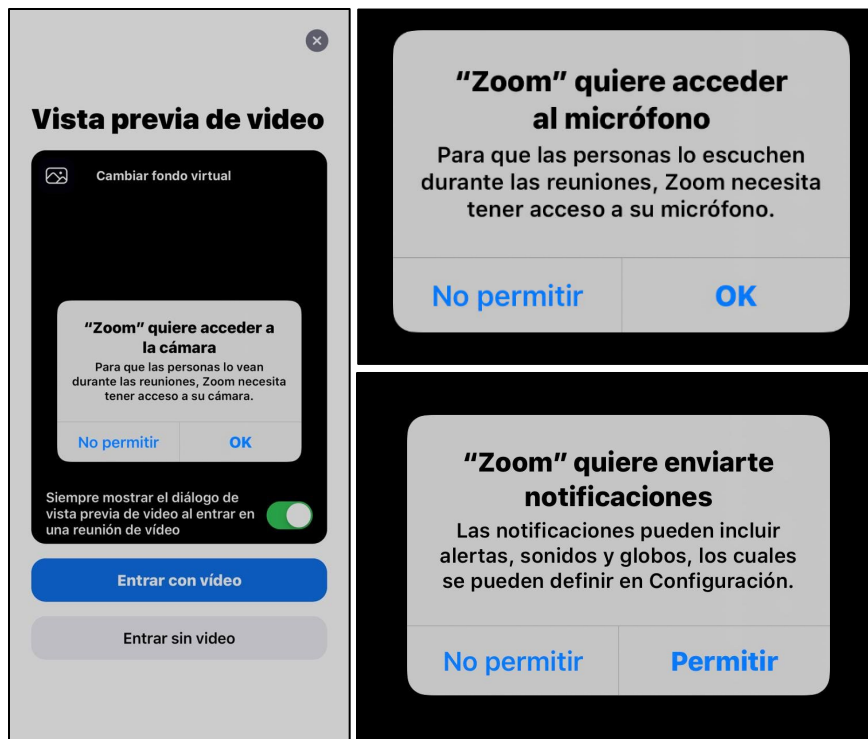 Vista previa de video
Cambiar fondo virtual
“Zoom” quiere acceder a
la cámara
Para que las personas lo vean
durante las reuniones, Zoom necesita
tener acceso a su cámara.
No permitir
OK
Siempre mostrar el diálogo de
vista previa de video al entrar en
una reunión de vídeo
Entrar con vídeo
Entrar sin video
“Zoom” quiere acceder
al micrófono
Para que las personas lo escuchen
durante las reuniones, Zoom necesita
tener acceso a su micrófono.
No permitir
OK
“Zoom” quiere enviarte
notificaciones
Las notificaciones pueden incluir
alertas, sonidos y globos, los cuales
se pueden definir en Configuración.
No permitir
Permitir